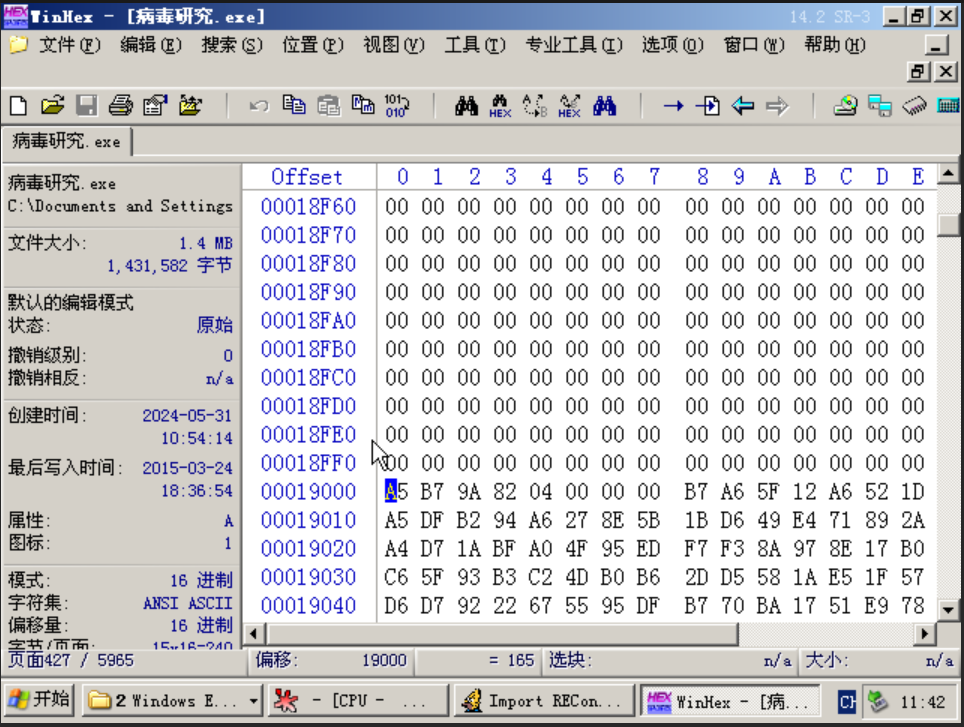 WinHex - [病毒研究.exe] 14.2 SR-3
文件(F) 编辑(E) 搜索(S) 位置(P) 视图(V) 工具(T) 专业工具(I) 选项(O) 窗口(W) 帮助(H)
病毒研究.exe
病毒研究.exe
C:\Documents and Settings
文件大小: 1.4 MB
1,431,582 字节
默认的编辑模式
状态: 原始
撤销级别: 0
撤销相反: n/a
创建时间: 2024-05-31
10:54:14
最后写入时间: 2015-03-24
18:36:54
属性: A
图标: 1
模式: 16 进制
字符集: ANSI ASCII
偏移量: 16 进制
字节/页面: 15x16=240
Offset 0 1 2 3 4 5 6 7 8 9 A B C D E
00018F60 00 00 00 00 00 00 00 00 00 00 00 00 00 00 00
00018F70 00 00 00 00 00 00 00 00 00 00 00 00 00 00 00
00018F80 00 00 00 00 00 00 00 00 00 00 00 00 00 00 00
00018F90 00 00 00 00 00 00 00 00 00 00 00 00 00 00 00
00018FA0 00 00 00 00 00 00 00 00 00 00 00 00 00 00 00
00018FB0 00 00 00 00 00 00 00 00 00 00 00 00 00 00 00
00018FC0 00 00 00 00 00 00 00 00 00 00 00 00 00 00 00
00018FD0 00 00 00 00 00 00 00 00 00 00 00 00 00 00 00
00018FE0 00 00 00 00 00 00 00 00 00 00 00 00 00 00 00
00018FF0 00 00 00 00 00 00 00 00 00 00 00 00 00 00 00
00019000 A5 B7 9A 82 04 00 00 00 B7 A6 5F 12 A6 52 1D
00019010 A5 DF B2 94 A6 27 8E 5B 1B D6 49 E4 71 89 2A
00019020 A4 D7 1A BF A0 4F 95 ED F7 F3 8A 97 8E 17 B0
00019030 C6 5F 93 B3 C2 4D B0 B6 2D D5 58 1A E5 1F 57
00019040 D6 D7 92 22 67 55 95 DF B7 70 BA 17 51 E9 78
页面427 / 5965 偏移: 19000 = 165 选块: n/a 大小: n/a
开始 2 Windows E... - [CPU - ... Import RECon... WinHex - [病... CH 11:42